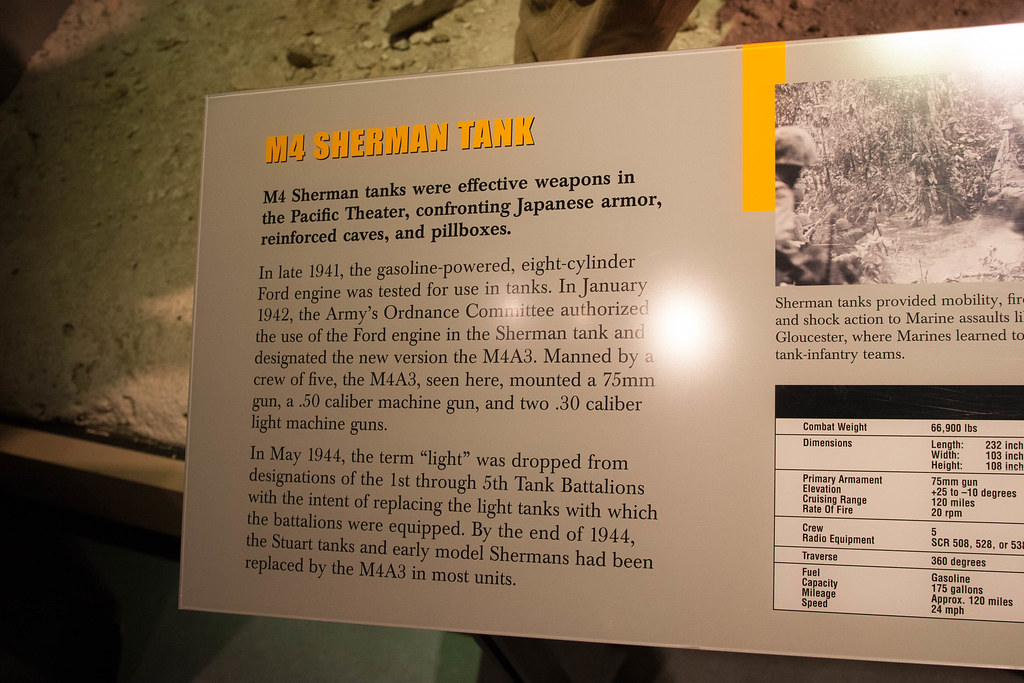 M4 SHERMAN TANK
M4 Sherman tanks were effective weapons in
the Pacific Theater, confronting Japanese armor,
reinforced caves, and pillboxes.
In late 1941, the gasoline-powered, eight-cylinder
Ford engine was tested for use in tanks. In January
1942, the Army's Ordnance Committee authorized
the use of the Ford engine in the Sherman tank and
designated the new version the M4A3. Manned by a
crew of five, the M4A3, seen here, mounted a 75mm
gun, a .50 caliber machine gun, and two .30 caliber
light machine guns.
In May 1944, the term “light” was dropped from
designations of the 1st through 5th Tank Battalions
with the intent of replacing the light tanks with which
the battalions were equipped. By the end of 1944,
the Stuart tanks and early model Shermans had been
replaced by the M4A3 in most units.
Sherman tanks provided mobility,
and shock action to Marine assaults
Gloucester, where Marines learned to
tank-infantry teams.
Combat Weight 66,900 lbs
Dimensions Length: 232 inch
Width: 103 inch
Height: 108 inch
Primary Armament 75mm gun
Elevation +25 to –10 degrees
Cruising Range 120 miles
Rate Of Fire 20 rpm
Crew 5
Radio Equipment SCR 508, 528, or
Traverse 360 degrees
Fuel Gasoline
Capacity 175 gallons
Mileage Approx. 120 miles
Speed 24 mph